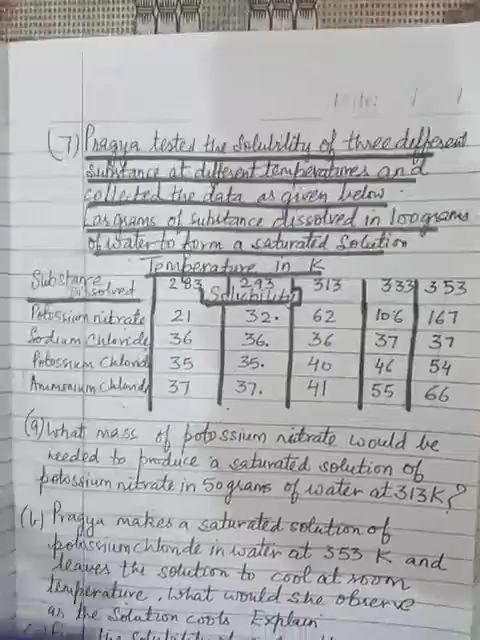 Date: / /
(7) Pragya tested the Solubility of three different
substance at different temperatures and
collected the data as given below.
(as grams of substance dissolved in 100 grams
of water to form a saturated solution
Temperature in K
Substance Dissolved 283 293 313 333 353
Solubility
Potassium nitrate 21 32. 62 106 167
Sodium Chloride 36 36. 36 37 37
Potassium Chloride 35 35. 40 46 54
Ammonium Chloride 37 37. 41 55 66
(a) What mass of potassium nitrate would be
needed to produce a saturated solution of
potassium nitrate in 50 grams of water at 313K?
(b) Pragya makes a saturated solution of
potassium chloride in water at 353 K and
leaves the solution to cool at room
temperature. What would she observe
as the solution cools Explain
the Solubility of